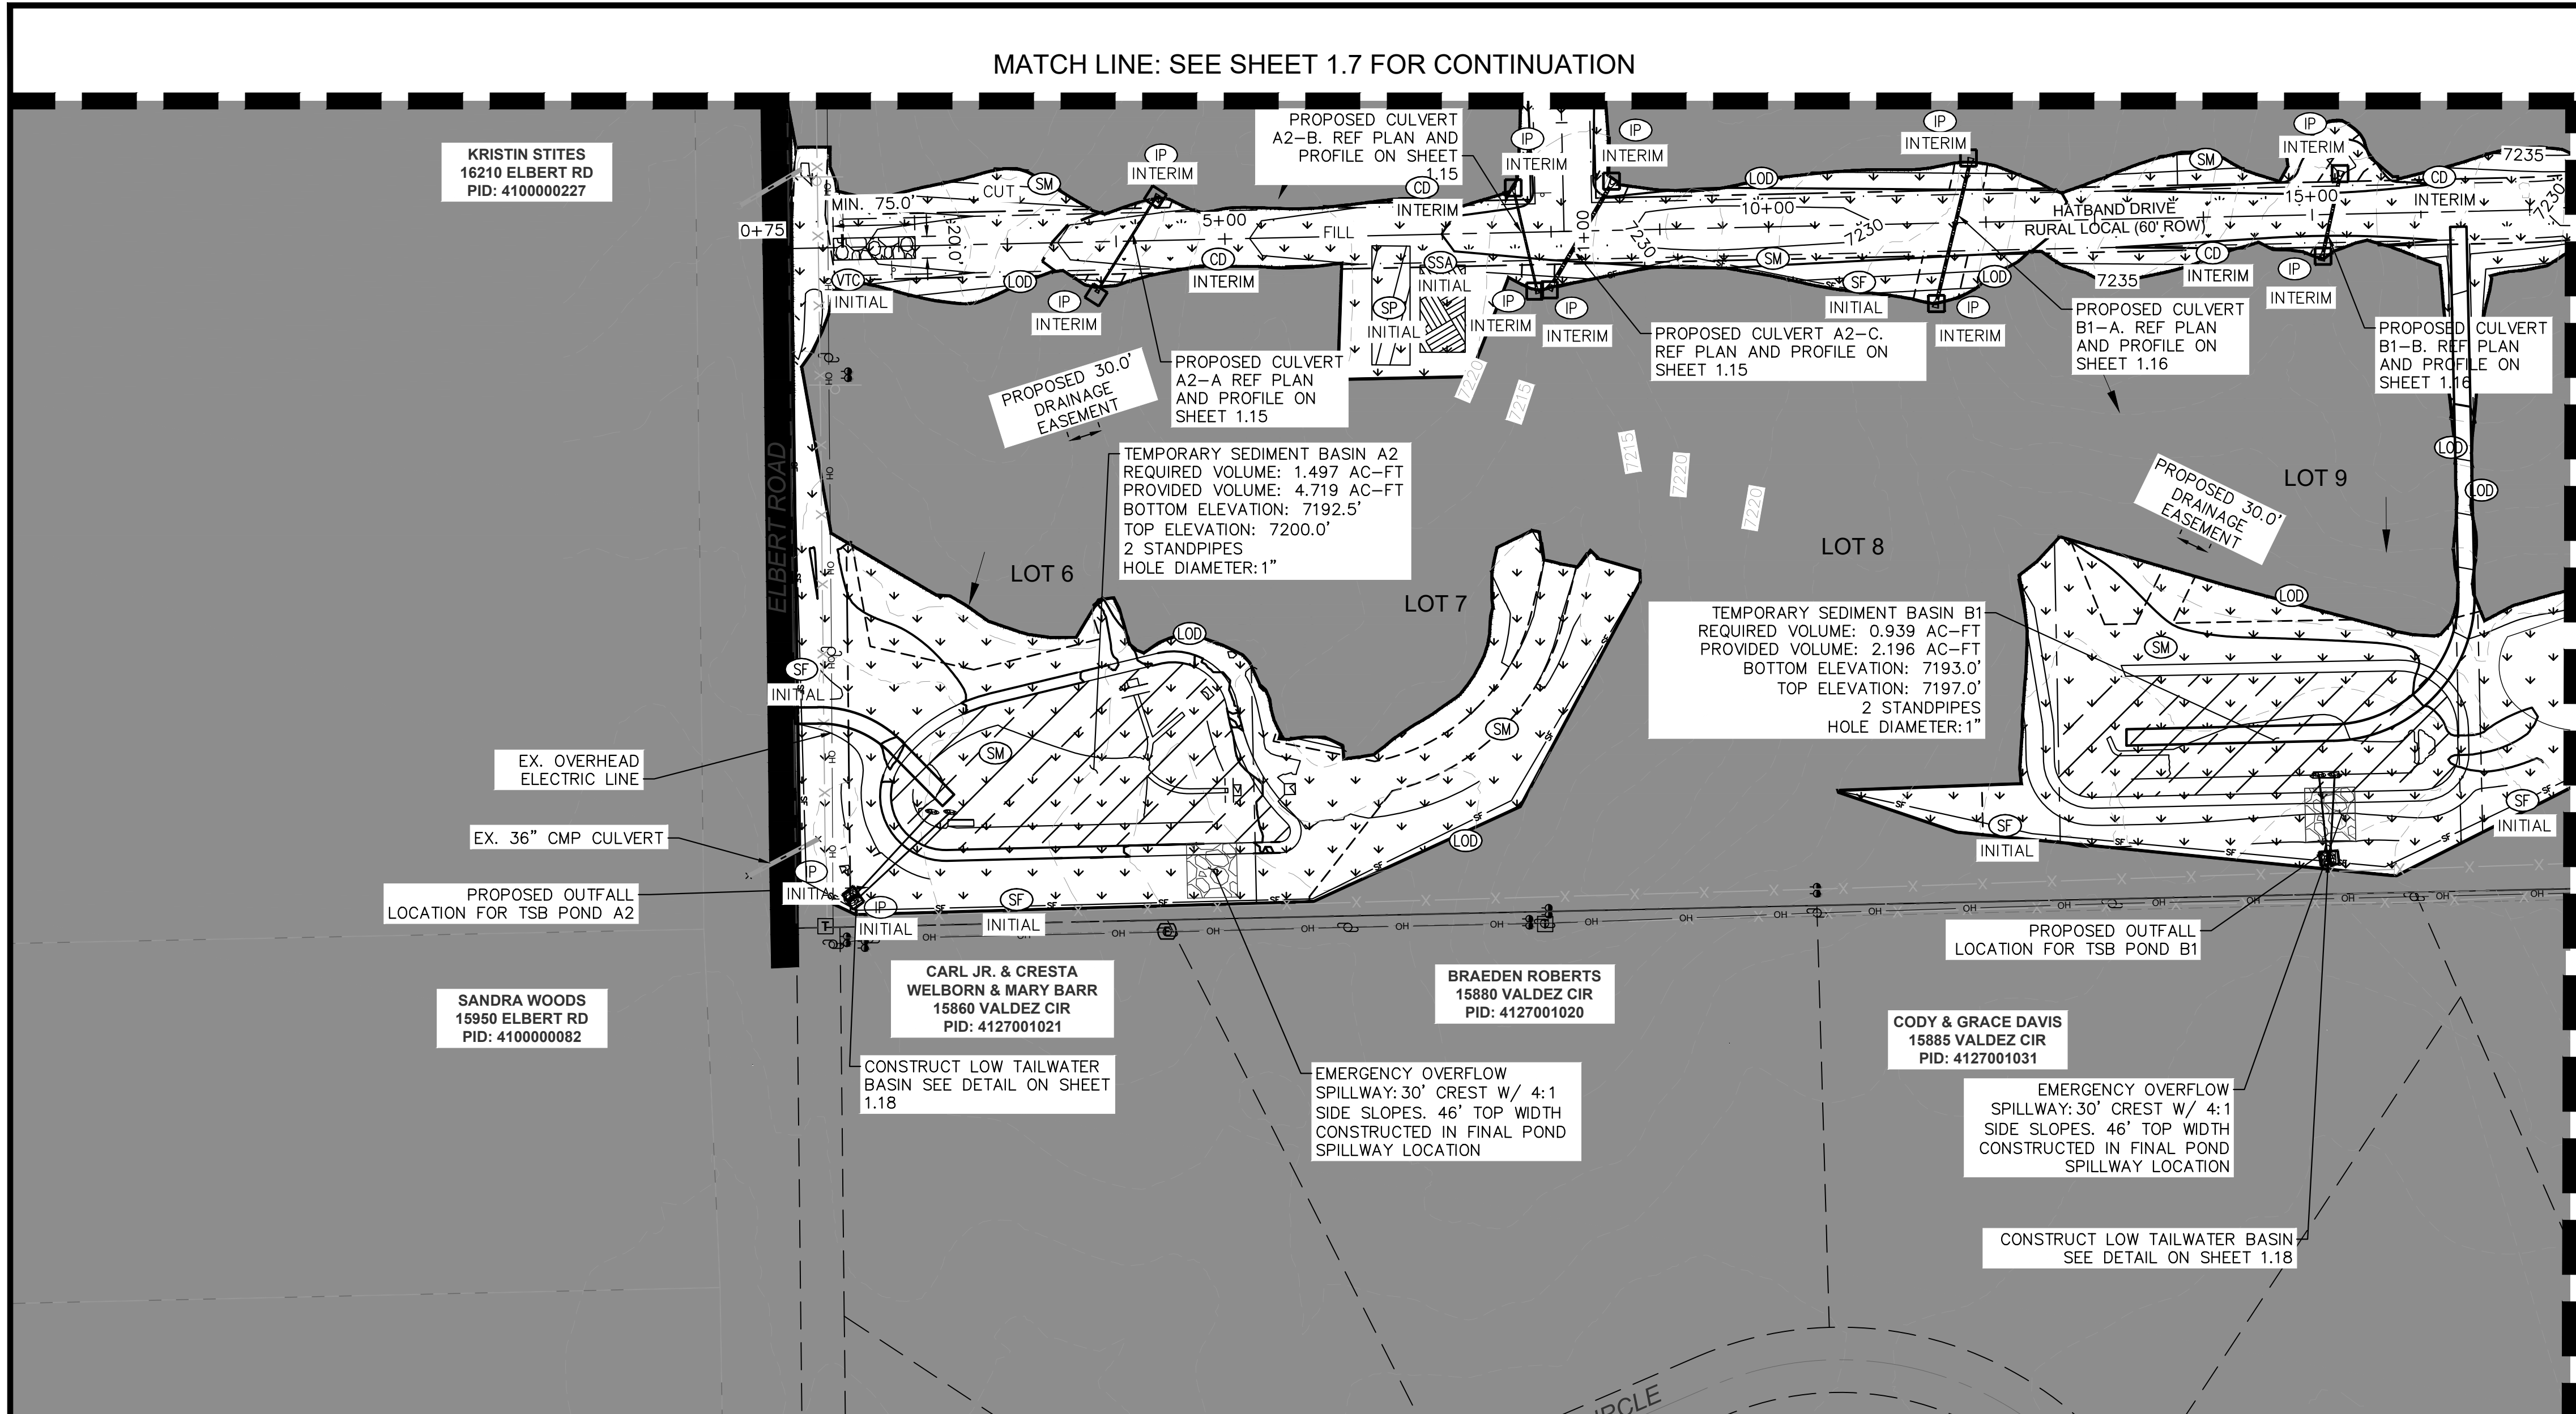 MATCH LINE: SEE SHEET 1.7 FOR CONTINUATION
KRISTIN STITES
16210 ELBERT RD
PID: 4100000227
0+75
MIN. 75.0'
20.0'
CUT
SM
IP
INTERIM
5+00
FILL
PROPOSED CULVERT
A2-B. REF PLAN AND
PROFILE ON SHEET
1.15
CD
INTERIM
IP
INTERIM
IP
INTERIM
LOD
10+00
7230
7230
IP
INTERIM
HATBAND DRIVE
RURAL LOCAL (60' ROW)
SM
IP
INTERIM
15+00
CD
INTERIM
7235
7230
VTC
INITIAL
LOD
IP
INTERIM
CD
INTERIM
SSA
INITIAL
SP
INITIAL
IP
INTERIM
IP
INTERIM
SM
SF
INITIAL
LOD
IP
INTERIM
7235
CD
INTERIM
IP
INTERIM
PROPOSED 30.0'
DRAINAGE
EASEMENT
PROPOSED CULVERT
A2-A REF PLAN
AND PROFILE ON
SHEET 1.15
PROPOSED CULVERT A2-C.
REF PLAN AND PROFILE ON
SHEET 1.15
PROPOSED CULVERT
B1-A. REF PLAN
AND PROFILE ON
SHEET 1.16
PROPOSED CULVERT
B1-B. REF PLAN
AND PROFILE ON
SHEET 1.16
7220
7215
7215
7220
7220
ELBERT ROAD
TEMPORARY SEDIMENT BASIN A2
REQUIRED VOLUME: 1.497 AC-FT
PROVIDED VOLUME: 4.719 AC-FT
BOTTOM ELEVATION: 7192.5'
TOP ELEVATION: 7200.0'
2 STANDPIPES
HOLE DIAMETER:1"
LOT 6
LOT 7
LOT 8
LOT 9
PROPOSED 30.0'
DRAINAGE
EASEMENT
LOD
LOD
LOD
LOD
TEMPORARY SEDIMENT BASIN B1
REQUIRED VOLUME: 0.939 AC-FT
PROVIDED VOLUME: 2.196 AC-FT
BOTTOM ELEVATION: 7193.0'
TOP ELEVATION: 7197.0'
2 STANDPIPES
HOLE DIAMETER:1"
SM
SF
INITIAL
SM
SM
EX. OVERHEAD
ELECTRIC LINE
EX. 36" CMP CULVERT
PROPOSED OUTFALL
LOCATION FOR TSB POND A2
IP
INITIAL
IP
INITIAL
SF
INITIAL
LOD
SF
INITIAL
SF
INITIAL
PROPOSED OUTFALL
LOCATION FOR TSB POND B1
SANDRA WOODS
15950 ELBERT RD
PID: 4100000082
CARL JR. & CRESTA
WELBORN & MARY BARR
15860 VALDEZ CIR
PID: 4127001021
BRAEDEN ROBERTS
15880 VALDEZ CIR
PID: 4127001020
CODY & GRACE DAVIS
15885 VALDEZ CIR
PID: 4127001031
CONSTRUCT LOW TAILWATER
BASIN SEE DETAIL ON SHEET
1.18
EMERGENCY OVERFLOW
SPILLWAY:30' CREST W/ 4:1
SIDE SLOPES. 46' TOP WIDTH
CONSTRUCTED IN FINAL POND
SPILLWAY LOCATION
EMERGENCY OVERFLOW
SPILLWAY:30' CREST W/ 4:1
SIDE SLOPES. 46' TOP WIDTH
CONSTRUCTED IN FINAL POND
SPILLWAY LOCATION
CONSTRUCT LOW TAILWATER BASIN
SEE DETAIL ON SHEET 1.18